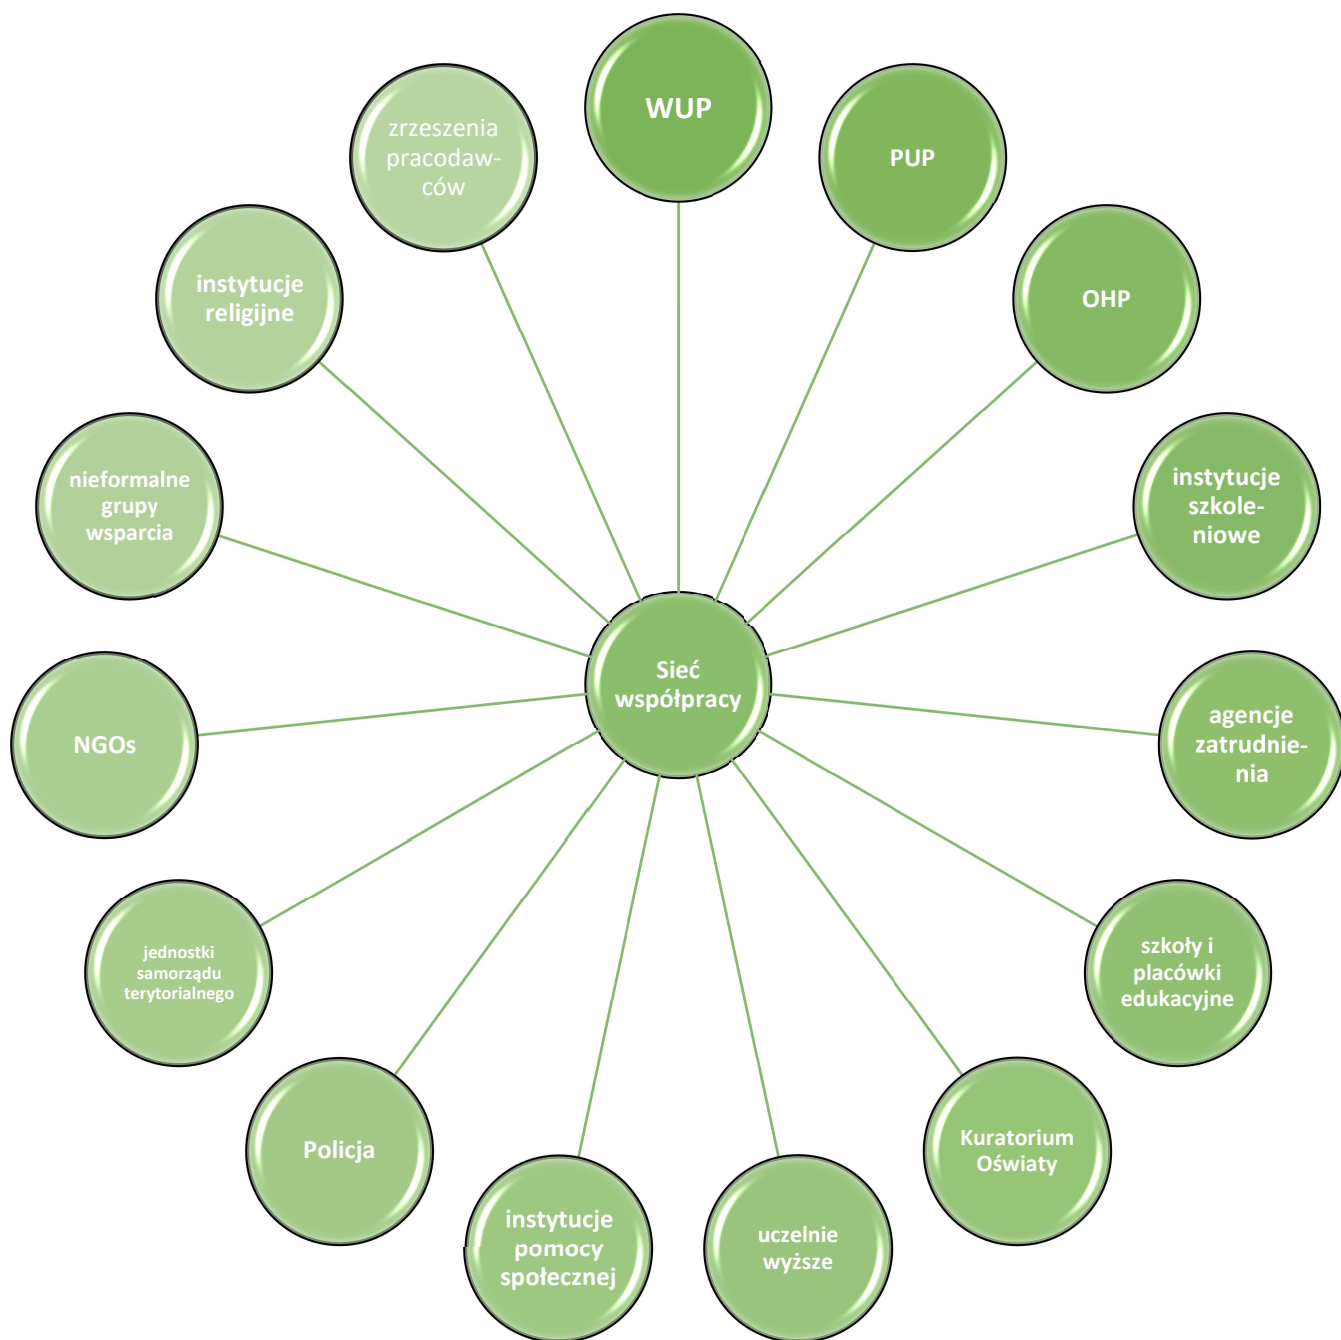 WUP
PUP
OHP
instytucje
szkole-
niowe
agencje
zatrudnie-
nia
szkoły i
placówki
edukacyjne
Kuratorium
Oświaty
uczelnie
wyższe
instytucje
pomocy
społecznej
Policja
jednostki
samorządu
terytorialnego
NGOs
nieformalne
grupy
wsparcia
instytucje
religijne
zrzeszenia
pracodaw-
ców
Sieć
współpracy